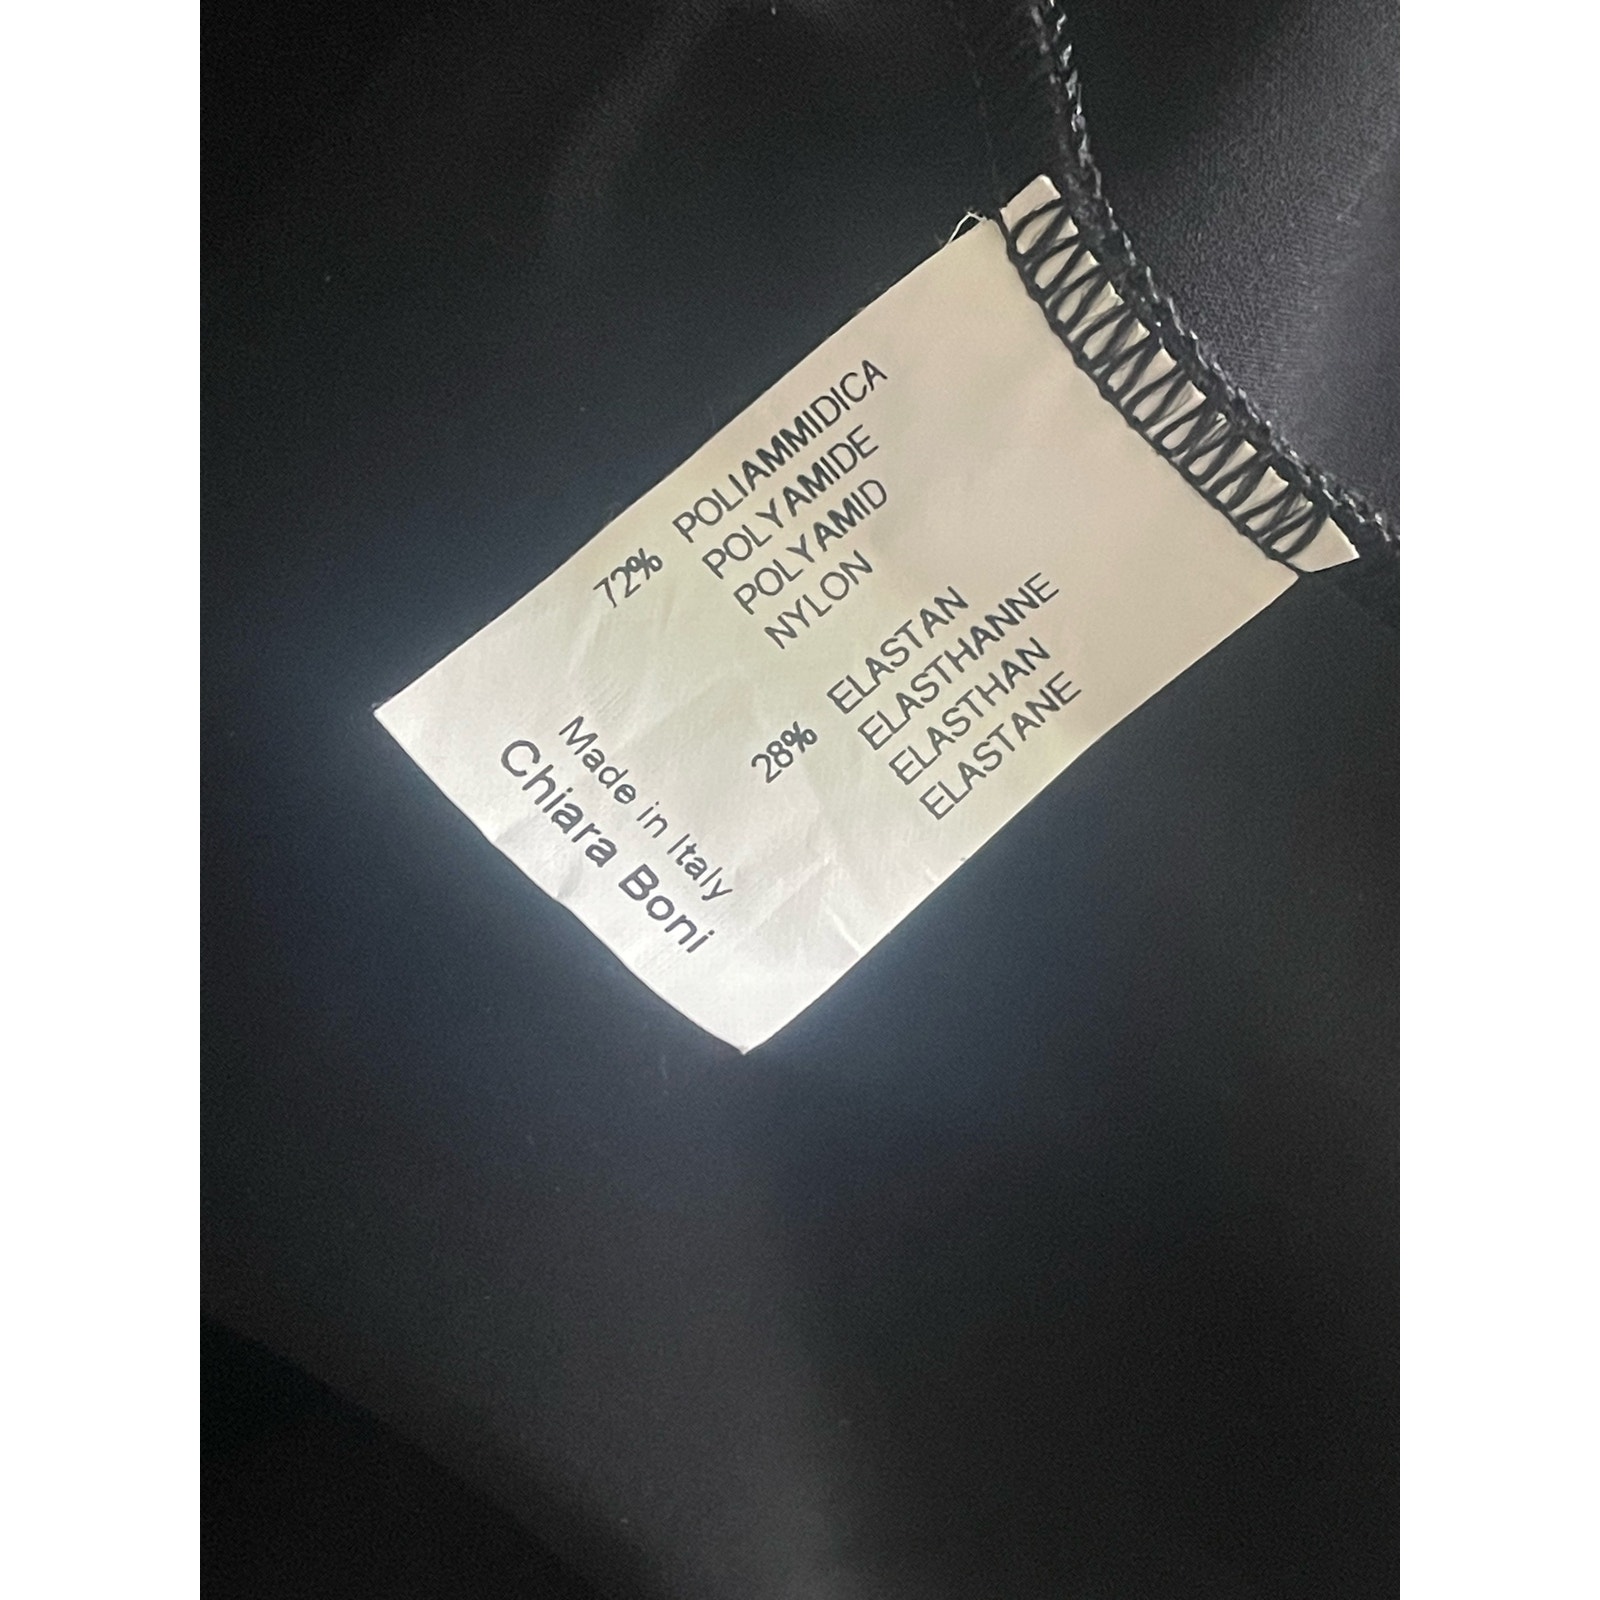 72% POLIAMMIDICA
POLYAMIDE
POLYAMID
NYLON
28% ELASTAN
ELASTHANNE
ELASTHAN
ELASTANE
Made in Italy
Chiara Boni